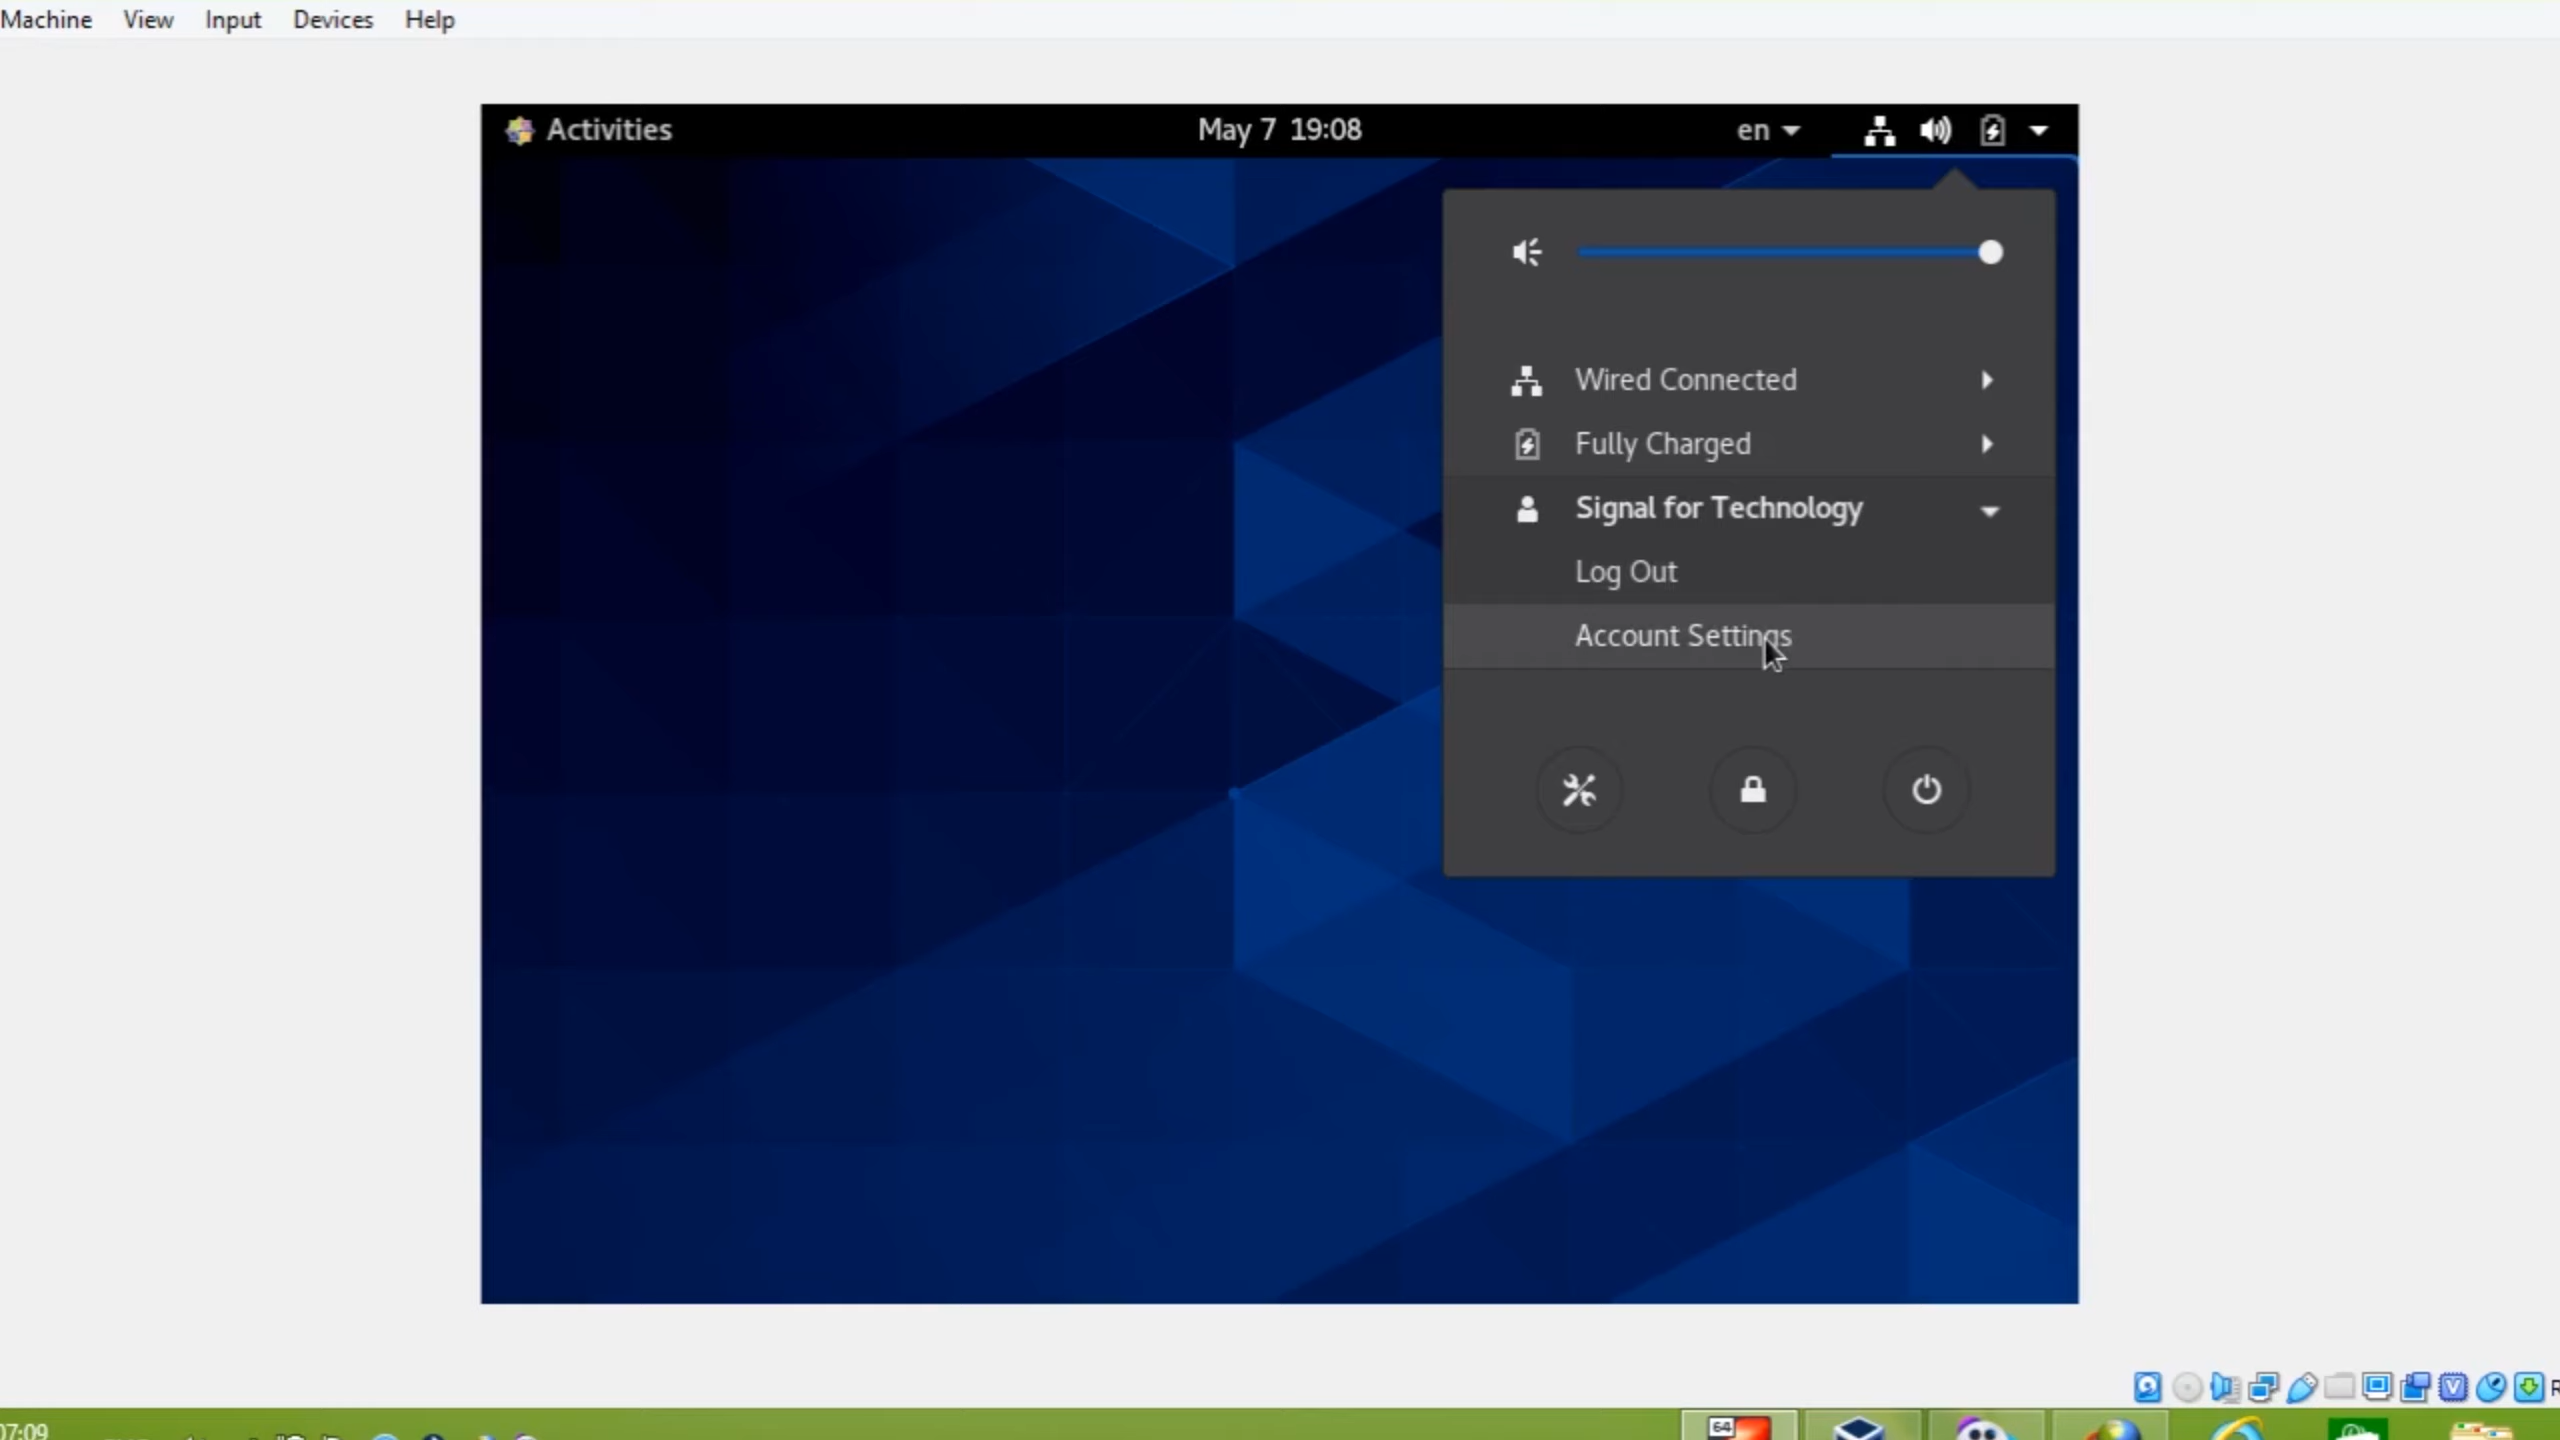 Machine View Input Devices Help
Activities May 7 19:08 en
Wired Connected
Fully Charged
Signal for Technology
Log Out
Account Settings
07:09
64